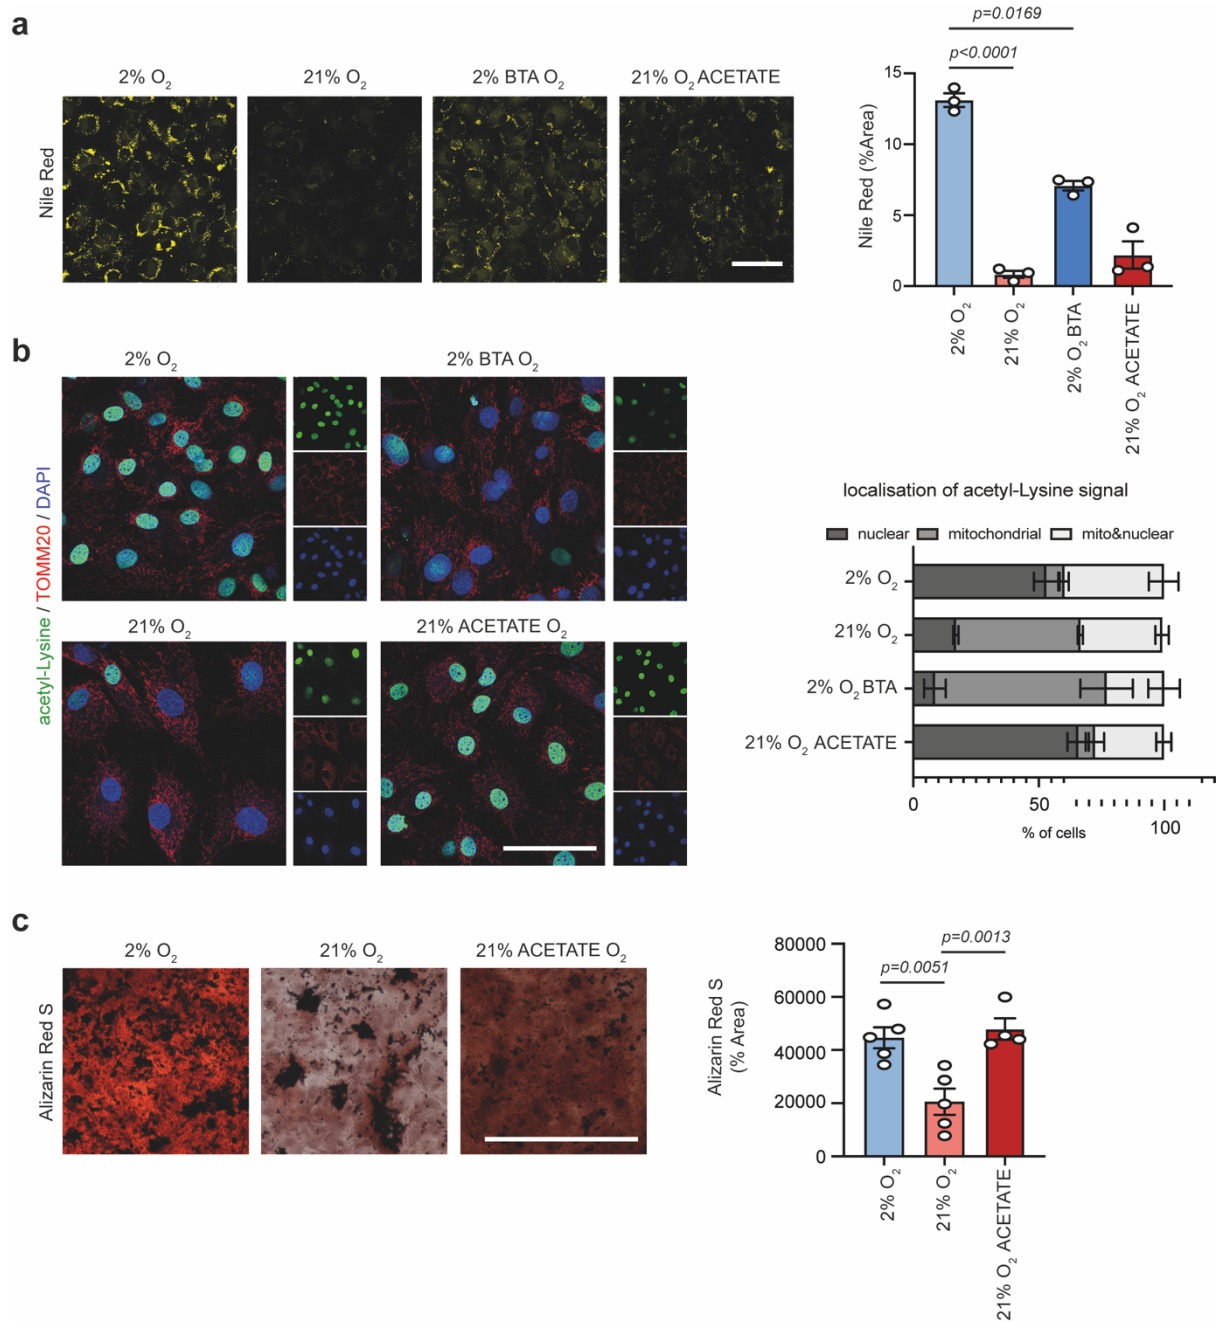 a
2% O₂
21% O₂
2% BTA O₂
21% O₂ ACETATE
Nile Red
p=0.0169
p<0.0001
Nile Red (%Area)
15
10
5
0
2% O₂
21% O₂
2% O₂ BTA
21% O₂ ACETATE
b
2% O₂
2% BTA O₂
21% O₂
21% ACETATE O₂
acetyl-Lysine / TOMM20 / DAPI
localisation of acetyl-Lysine signal
nuclear mitochondrial mito&nuclear
2% O₂
21% O₂
2% O₂ BTA
21% O₂ ACETATE
0 50 100
% of cells
c
2% O₂
21% O₂
21% ACETATE O₂
Alizarin Red S
p=0.0013
p=0.0051
Alizarin Red S
(% Area)
80000
60000
40000
20000
0
2% O₂
21% O₂
21% O₂ ACETATE